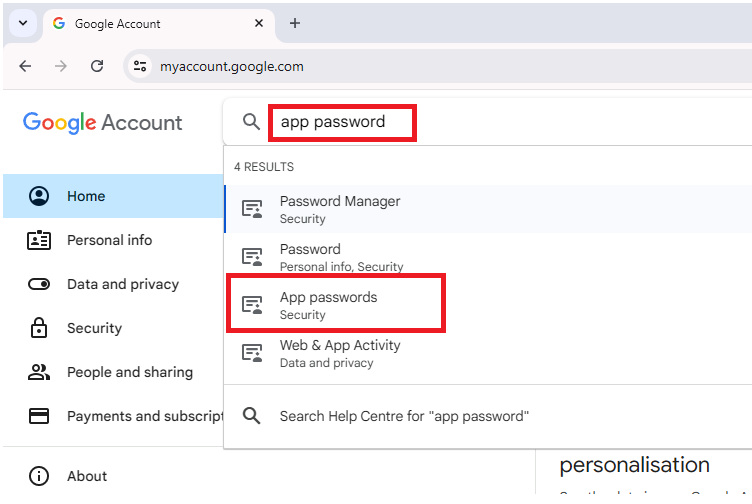 Google Account
myaccount.google.com
Google Account
app password
4 RESULTS
Password Manager
Security
Password
Personal info, Security
App passwords
Security
Web & App Activity
Data and privacy
Search Help Centre for "app password"
Home
Personal info
Data and privacy
Security
People and sharing
Payments and subscript
About
personalisation